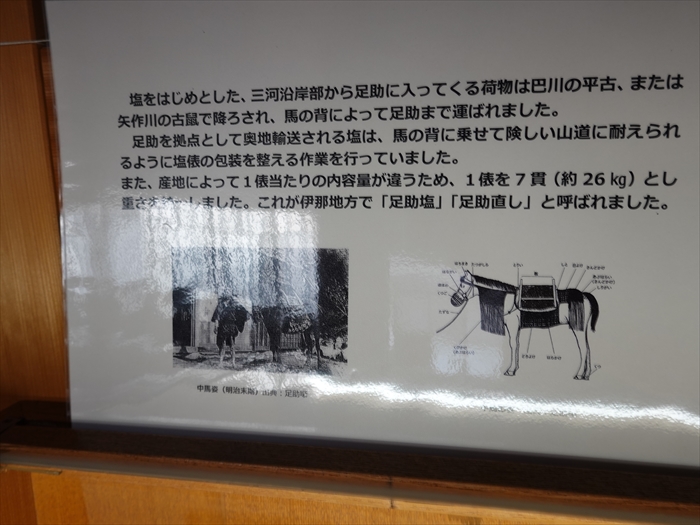 塩をはじめとした、三河沿岸部から足助に入ってくる荷物は巴川の平古、または
矢作川の古鼠で降ろされ、馬の背によって足助まで運ばれました。
足助を拠点として奥地輸送される塩は、馬の背に乗せて険しい山道に耐えられ
るように塩俵の包装を整える作業を行っていました。
また、産地によって１俵当たりの内容量が違うため、１俵を７貫（約26㎏）とし
重さを しました。これが伊那地方で「足助塩」「足助直し」と呼ばれました。
中馬姿（明治末期）出典：足助